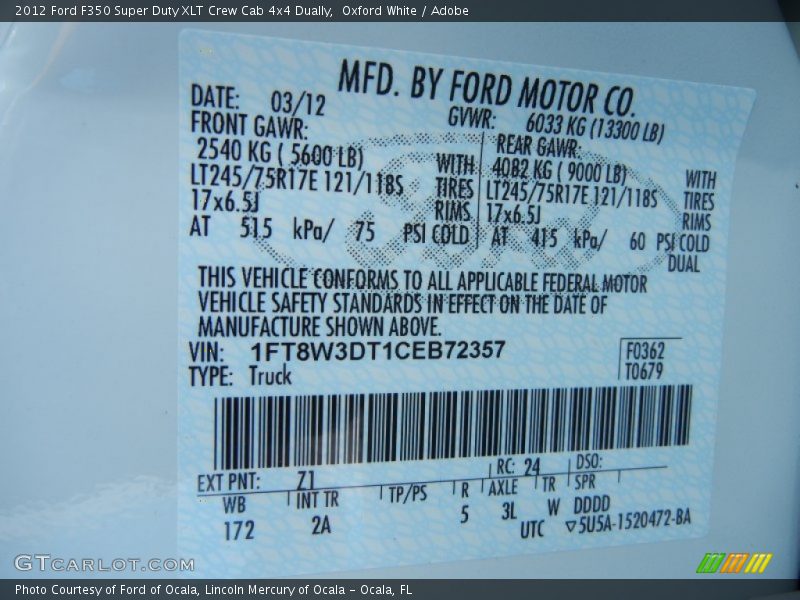 2012 Ford F350 Super Duty XLT Crew Cab 4x4 Dually, Oxford White / Adobe
MFD. BY FORD MOTOR CO.
DATE: 03/12 GVWR: 6033 KG (13300 LB)
FRONT GAWR: REAR GAWR:
2540 KG ( 5600 LB) WITH 4082 KG ( 9000 LB) WITH
LT245/75R17E 121/118S TIRES LT245/75R17E 121/118S TIRES
17x6.5J RIMS 17x6.5J RIMS
AT 515 kPa/ 75 PSI COLD AT 415 kPa/ 60 PSI COLD
DUAL
THIS VEHICLE CONFORMS TO ALL APPLICABLE FEDERAL MOTOR
VEHICLE SAFETY STANDARDS IN EFFECT ON THE DATE OF
MANUFACTURE SHOWN ABOVE.
VIN: 1FT8W3DT1CEB72357 F0362
TYPE: Truck T0679
EXT PNT: Z1 RC: 24 DSO:
WB INT TR TP/PS R AXLE TR SPR
172 2A 5 3L W DDDD
UTC ▽5U5A-1520472-BA
GTCARLOT.COM
Photo Courtesy of Ford of Ocala, Lincoln Mercury of Ocala – Ocala, FL